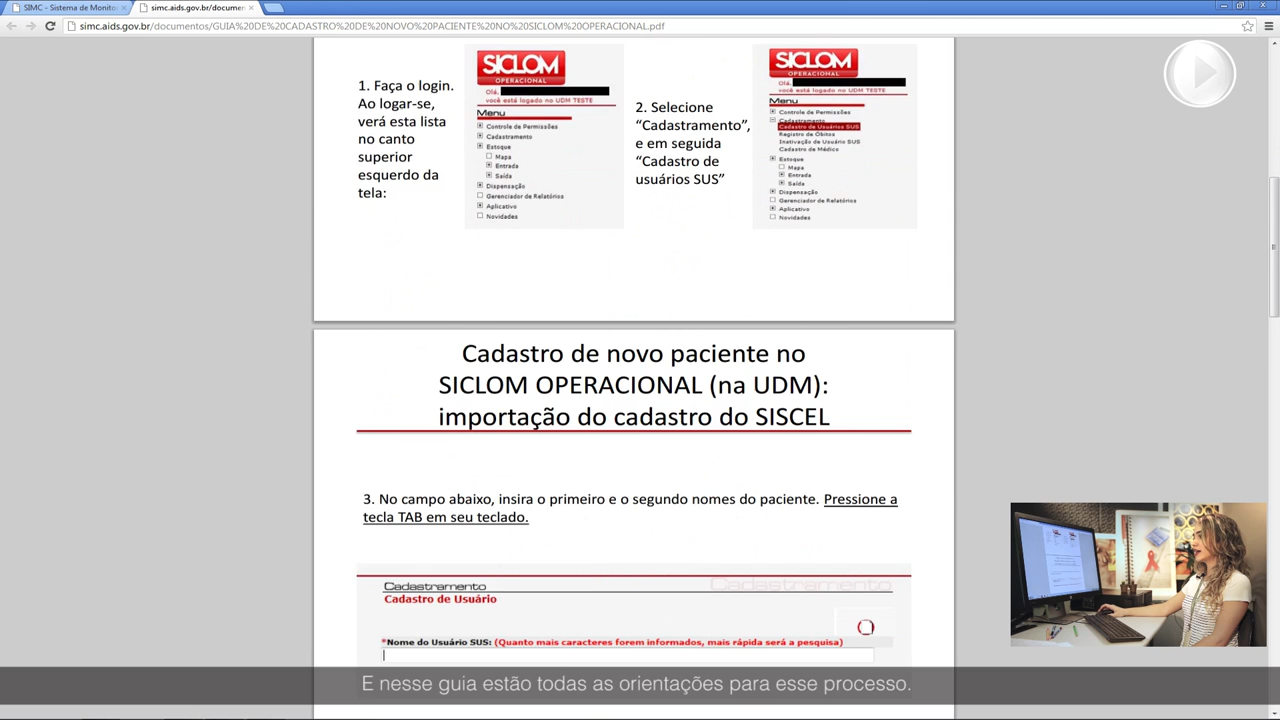 SIMC - Sistema de Monito
simc.aids.gov.br/documen
simc.aids.gov.br/documentos/GUIA%20DE%20CADASTRO%20DE%20NOVO%20PACIENTE%20NO%20SICLOM%20OPERACIONAL.pdf
1. Faça o login.
Ao logar-se,
verá esta lista
no canto
superior
esquerdo da
tela:
SICLOM
OPERACIONAL
Olá,
você está logado no UDM TESTE
Menu
Controle de Permissões
Cadastramento
Estoque
Mapa
Entrada
Saída
Dispensação
Gerenciador de Relatórios
Aplicativo
Novidades
2. Selecione
“Cadastramento”,
e em seguida
“Cadastro de
usuários SUS”
SICLOM
OPERACIONAL
Olá,
você está logado no UDM TESTE
Menu
Controle de Permissões
Cadastramento
Cadastro de Usuários SUS
Registro de Óbitos
Inativação de Usuário SUS
Cadastro de Médico
Estoque
Mapa
Entrada
Saída
Dispensação
Gerenciador de Relatórios
Aplicativo
Novidades
Cadastro de novo paciente no
SICLOM OPERACIONAL (na UDM):
importação do cadastro do SISCEL
3. No campo abaixo, insira o primeiro e o segundo nomes do paciente. Pressione a
tecla TAB em seu teclado.
Cadastramento
Cadastramento
Cadastro de Usuário
*Nome do Usuário SUS: (Quanto mais caracteres forem informados, mais rápida será a pesquisa)
E nesse guia estão todas as orientações para esse processo.